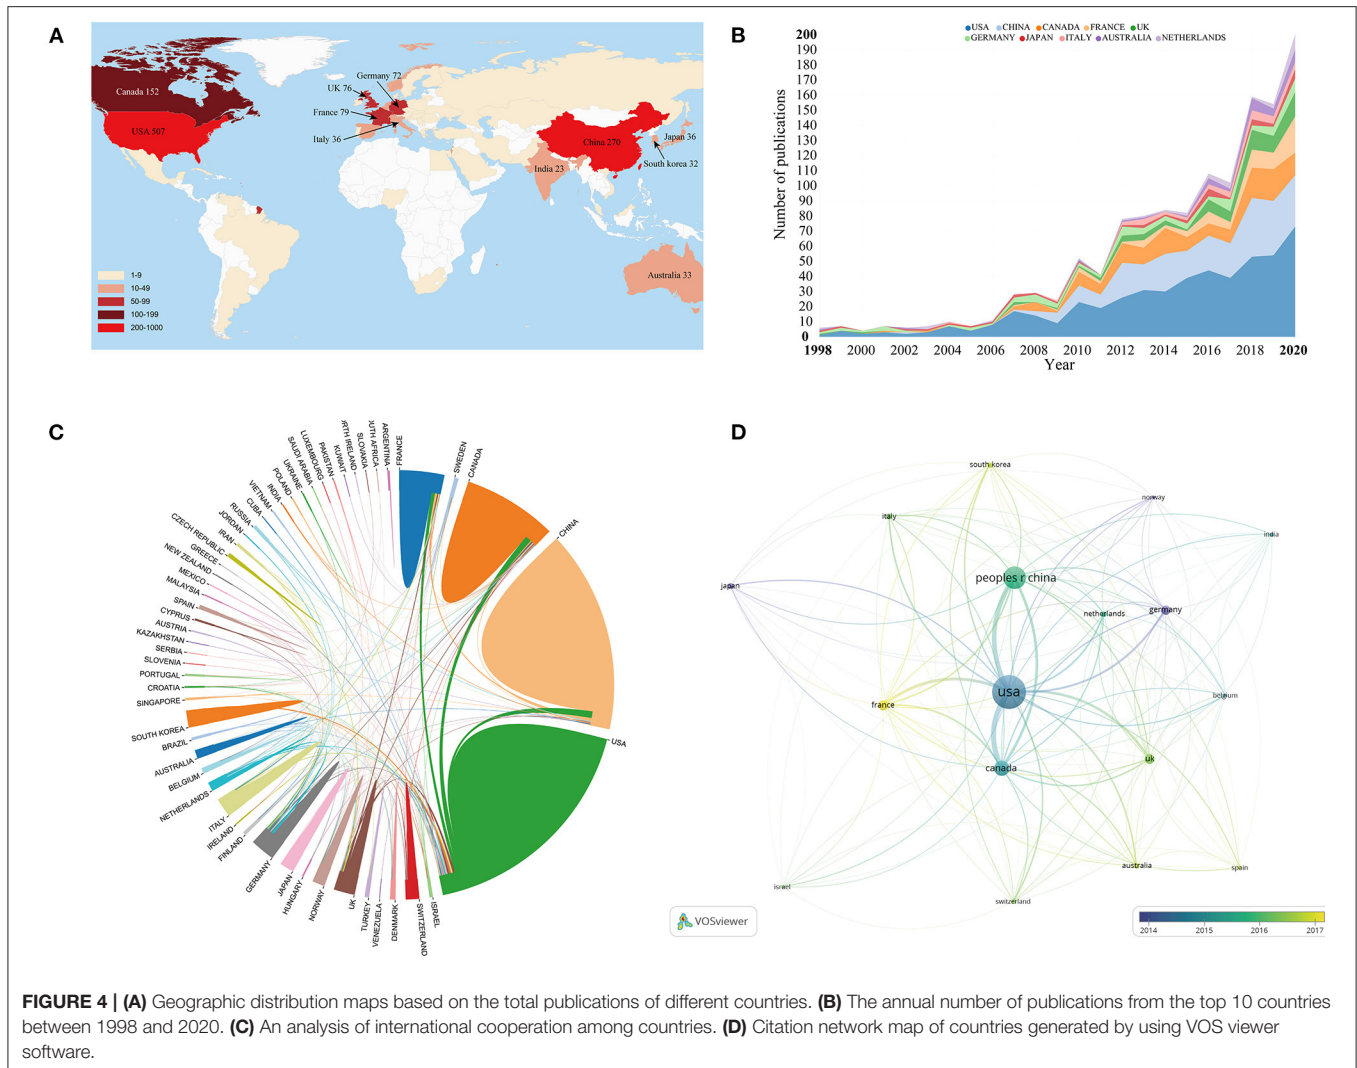 A
Canada 152
USA 507
Germany 72
UK 76
France 79
Italy 36
China 270
Japan 36
South korea 32
India 23
Australia 33
1-9
10-49
50-99
100-199
200-1000
B
USA CHINA CANADA FRANCE UK
GERMANY JAPAN ITALY AUSTRALIA NETHERLANDS
Number of publications
200
190
180
170
160
150
140
130
120
110
100
90
80
70
60
50
40
30
20
10
0
1998 2000 2002 2004 2006 2008 2010 2012 2014 2016 2018 2020
Year
C
FRANCE
SWEDEN
CANADA
CHINA
USA
ISRAEL
SWITZERLAND
DENMARK
VENEZUELA
TURKEY
UK
NORWAY
HUNGARY
JAPAN
GERMANY
FINLAND
IRELAND
ITALY
NETHERLANDS
BELGIUM
AUSTRALIA
BRAZIL
SOUTH KOREA
SINGAPORE
CROATIA
PORTUGAL
SLOVENIA
SERBIA
KAZAKHSTAN
AUSTRIA
CYPRUS
SPAIN
MALAYSIA
MEXICO
NEW ZEALAND
GREECE
CZECH REPUBLIC
IRAN
JORDAN
RUSSIA
CUBA
VIETNAM
INDIA
POLAND
UKRAINE
SAUDI ARABIA
LUXEMBOURG
PAKISTAN
KUWAIT
RTH IRELAND
SLOVAKIA
OUTH AFRICA
ARGENTINA
D
south korea
norway
italy
india
japan
peoples r china
netherlands
germany
usa
belgium
france
uk
canada
australia
spain
israel
switzerland
VOSviewer
2014 2015 2016 2017
FIGURE 4 | (A) Geographic distribution maps based on the total publications of different countries. (B) The annual number of publications from the top 10 countries
between 1998 and 2020. (C) An analysis of international cooperation among countries. (D) Citation network map of countries generated by using VOS viewer
software.